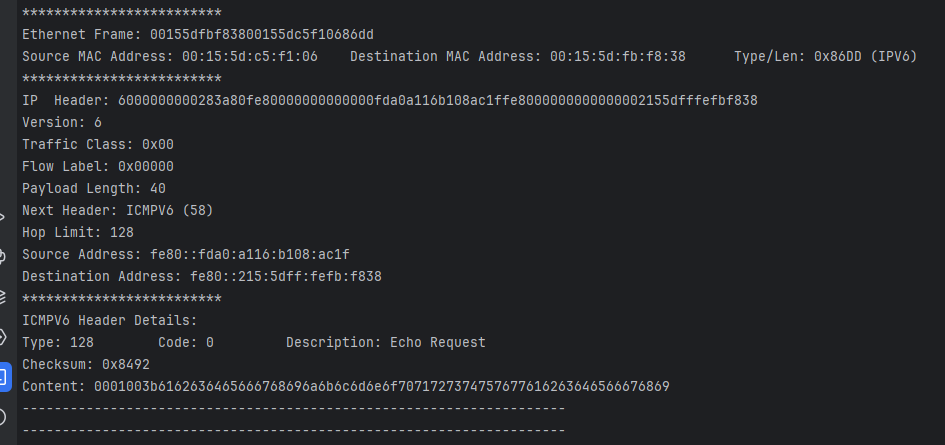 *************************
Ethernet Frame: 00155dfbf83800155dc5f10686dd
Source MAC Address: 00:15:5d:c5:f1:06    Destination MAC Address: 00:15:5d:fb:f8:38      Type/Len: 0x86DD (IPV6)
*************************
IP  Header: 6000000000283a80fe80000000000000fda0a116b108ac1ffe8000000000000002155dfffefbf838
Version: 6
Traffic Class: 0x00
Flow Label: 0x00000
Payload Length: 40
Next Header: ICMPV6 (58)
Hop Limit: 128
Source Address: fe80::fda0:a116:b108:ac1f
Destination Address: fe80::215:5dff:fefb:f838
*************************
ICMPV6 Header Details:
Type: 128        Code: 0         Description: Echo Request
Checksum: 0x8492
Content: 0001003b6162636465666768696a6b6c6d6e6f7071727374757677616263646566676869
--------------------------------------------------------------------
--------------------------------------------------------------------